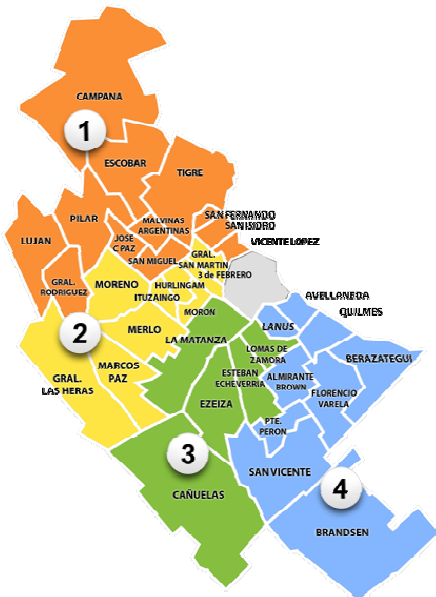 CAMPANA
1
ESCOBAR
TIGRE
PILAR
MALVINAS
ARGENTINAS
SAN FERNANDO
SAN ISIDRO
LUJAN
JOSÉ
C PAZ
VICENTE LOPEZ
SAN MIGUEL
GRAL.
SAN MARTIN
3 de FEBRERO
GRAL.
RODRIGUEZ
MORENO
HURLINGAM
ITUZAINGO
AVELLANEDA
MORÓN
QUILMES
2
MERLO
LANUS
LA MATANZA
LOMAS DE
ZAMORA
BERAZATEGUI
MARCOS
PAZ
ESTEBAN
ECHEVERRIA
ALMIRANTE
BROWN
GRAL.
LAS HERAS
FLORENCIO
VARELA
EZEIZA
PTE.
PERON
3
SAN VICENTE
CAÑUELAS
4
BRANDSEN